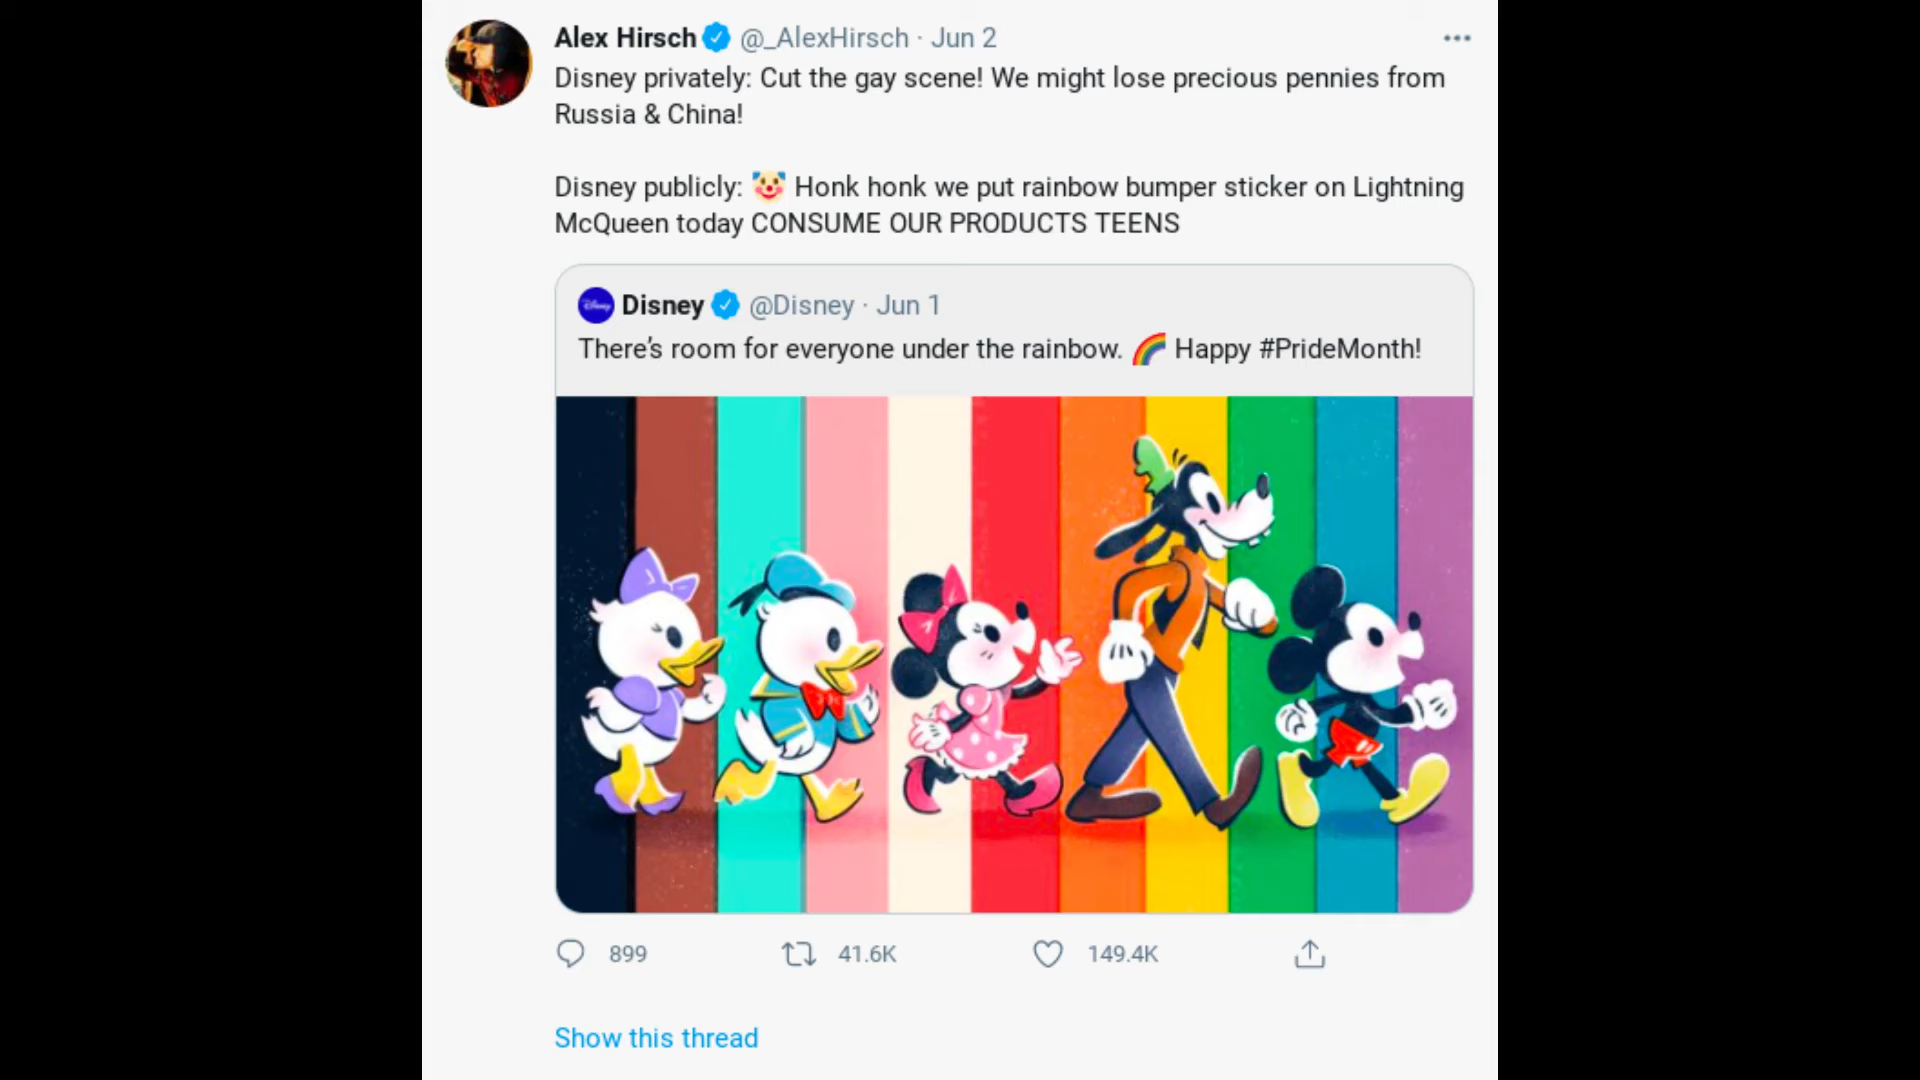 Alex Hirsch @_AlexHirsch · Jun 2
Disney privately: Cut the gay scene! We might lose precious pennies from
Russia & China!
Disney publicly: 🤡 Honk honk we put rainbow bumper sticker on Lightning
McQueen today CONSUME OUR PRODUCTS TEENS
Disney @Disney · Jun 1
There’s room for everyone under the rainbow. 🌈 Happy #PrideMonth!
899 41.6K 149.4K
Show this thread